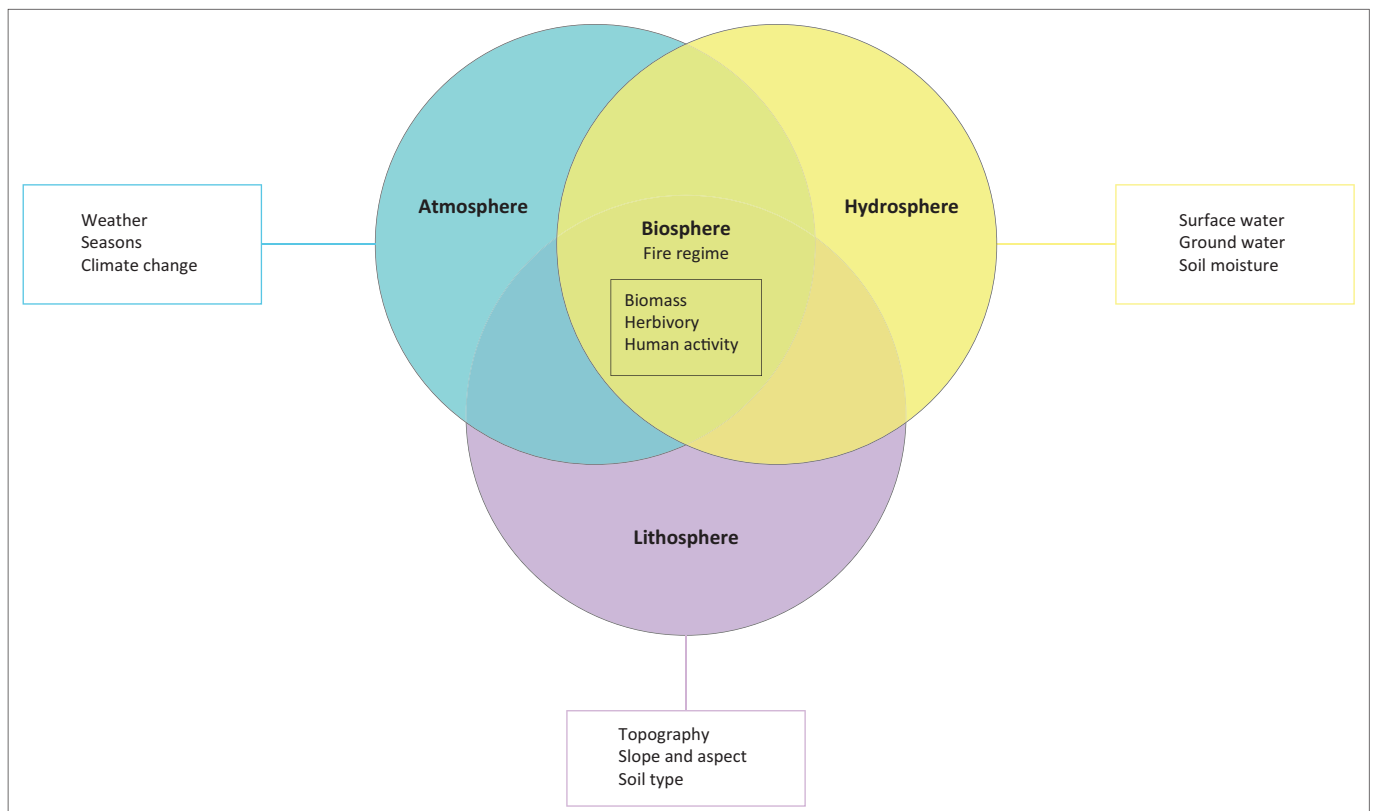 Atmosphere
Hydrosphere
Biosphere
Fire regime
Biomass
Herbivory
Human activity
Weather
Seasons
Climate change
Surface water
Ground water
Soil moisture
Lithosphere
Topography
Slope and aspect
Soil type